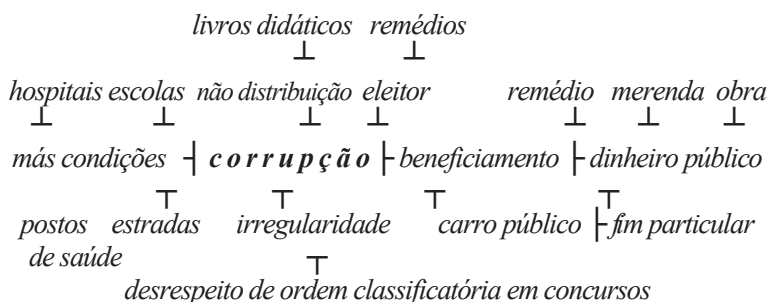 livros didáticos remédios
hospitais escolas não distribuição eleitor remédio merenda obra
más condições corrupção beneficiamento dinheiro público
postos estradas irregularidade carro público fim particular
de saúde
desrespeito de ordem classificatória em concursos